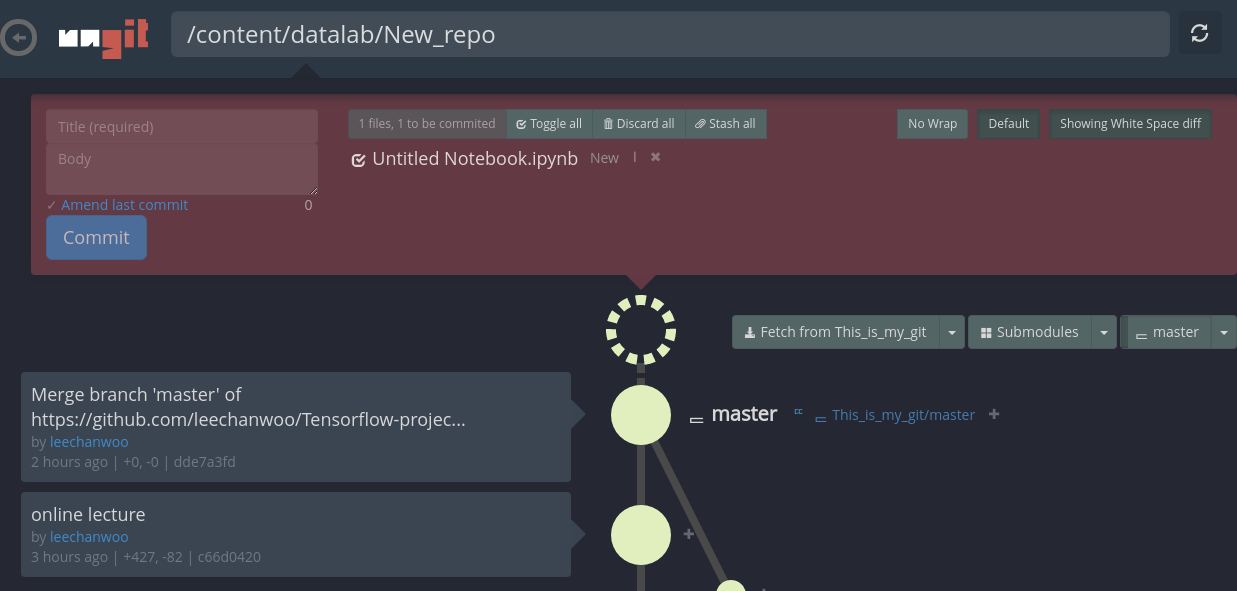 ungit
/content/datalab/New_repo
Title (required)
Body
✓ Amend last commit 0
Commit
1 files, 1 to be commited Toggle all Discard all Stash all
No Wrap Default Showing White Space diff
Untitled Notebook.ipynb New | ✖
Fetch from This_is_my_git Submodules master
Merge branch 'master' of
https://github.com/leechanwoo/Tensorflow-projec...
by leechanwoo
2 hours ago | +0, -0 | dde7a3fd
master This_is_my_git/master +
online lecture
by leechanwoo
3 hours ago | +427, -82 | c66d0420
+